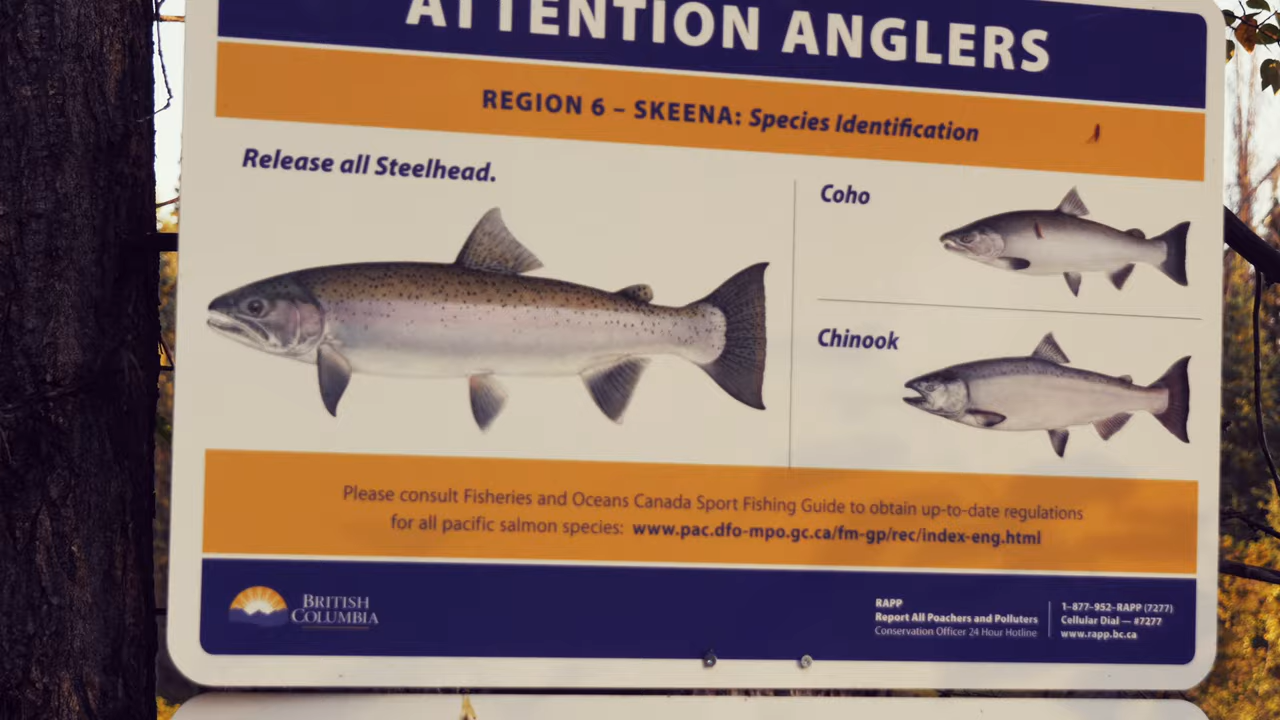 ATTENTION ANGLERS
REGION 6 – SKEENA: Species Identification
Release all Steelhead.
Coho
Chinook
Please consult Fisheries and Oceans Canada Sport Fishing Guide to obtain up-to-date regulations
for all pacific salmon species: www.pac.dfo-mpo.gc.ca/fm-gp/rec/index-eng.html
BRITISH
COLUMBIA
RAPP
Report All Poachers and Polluters
Conservation Officer 24 Hour Hotline
1-877-952-RAPP (7277)
Cellular Dial — #7277
www.rapp.bc.ca